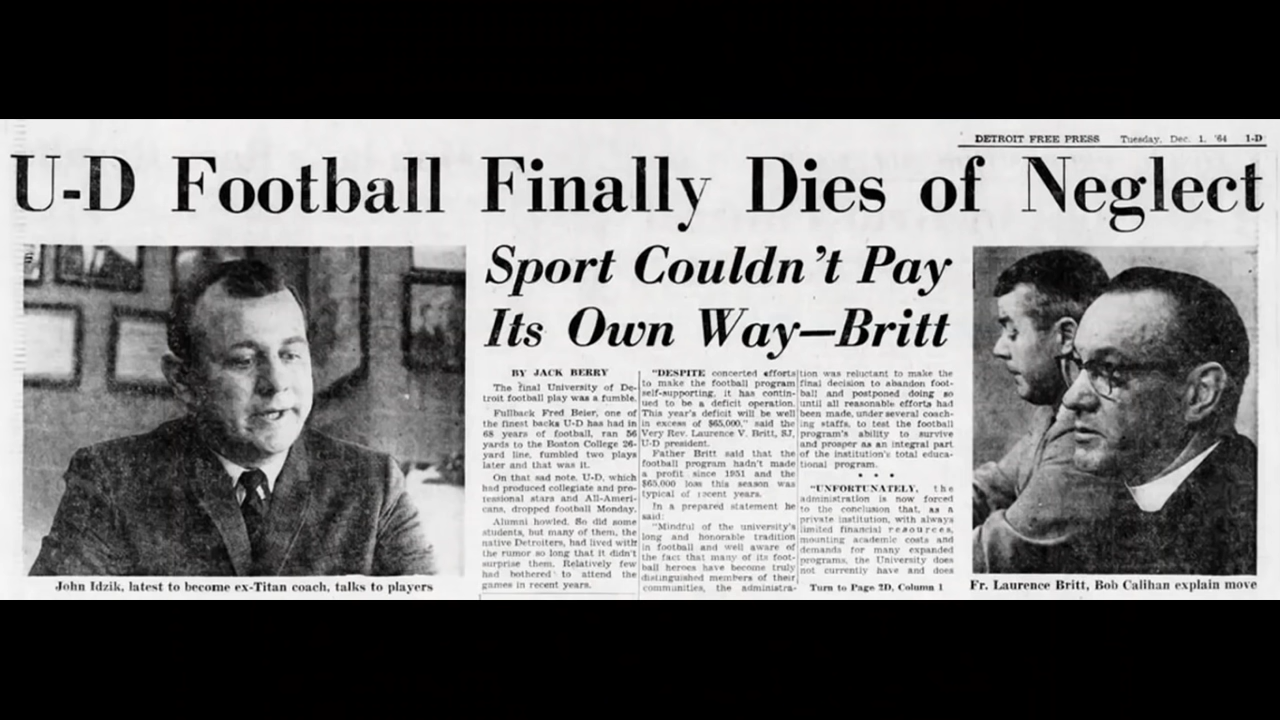 DETROIT FREE PRESS Tuesday, Dec. 1, '64 1-D
U-D Football Finally Dies of Neglect
Sport Couldn't Pay
Its Own Way—Britt
BY JACK BERRY
The final University of De-
troit football play was a fumble.
Fullback Fred Beier, one of
the finest backs U-D has had in
68 years of football, ran 56
yards to the Boston College 26-
yard line, fumbled two plays
later and that was it.
On that sad note, U-D, which
had produced collegiate and pro-
fessional stars and All-Ameri-
cans, dropped football Monday.
Alumni howled. So did some
students, but many of them, the
native Detroiters, had lived with
the rumor so long that it didn't
surprise them. Relatively few
had bothered to attend the
games in recent years.
"DESPITE concerted efforts
to make the football program
self-supporting, it has contin-
ued to be a deficit operation.
This year's deficit will be well
in excess of $65,000," said the
Very Rev. Laurence V. Britt, SJ,
U-D president.
Father Britt said that the
football program hadn't made
a profit since 1951 and the
$65,000 loss this season was
typical of recent years.
In a prepared statement he
said:
"Mindful of the university's
long and honorable tradition
in football and well aware of
the fact that many of its foot-
ball heroes have become truly
distinguished members of their
communities, the administra-
tion was reluctant to make the
final decision to abandon foot-
ball and postponed doing so
until all reasonable efforts had
been made, under several coach-
ing staffs, to test the football
program's ability to survive
and prosper as an integral part
of the institution's total educa-
tional program.
• • •
"UNFORTUNATELY, the
administration is now forced
to the conclusion that, as a
private institution, with always
limited financial resources,
mounting academic costs and
demands for many expanded
programs, the University does
not currently have and does
Turn to Page 2D, Column 1
John Idzik, latest to become ex-Titan coach, talks to players
Fr. Laurence Britt, Bob Calihan explain move